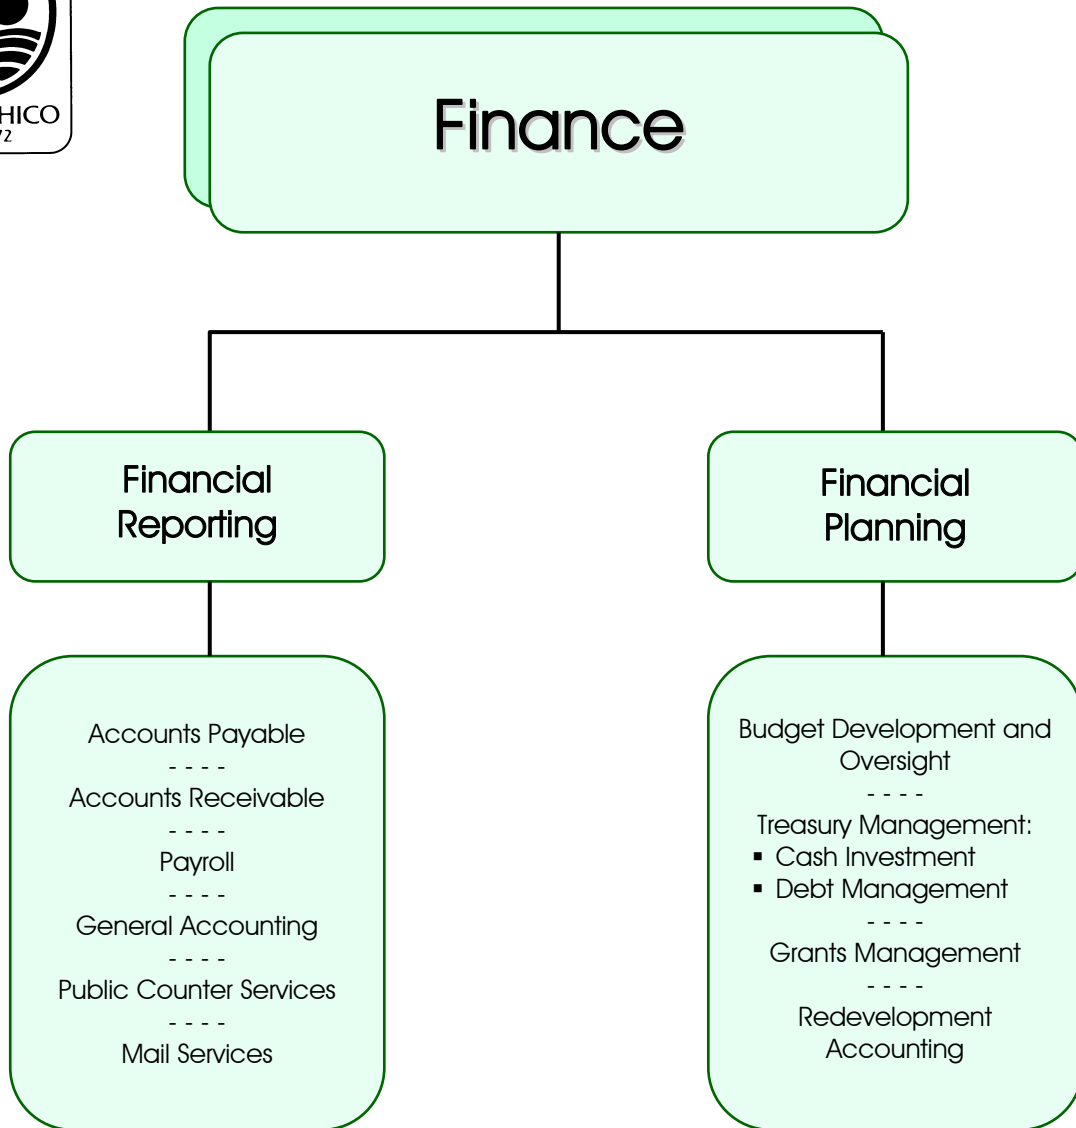 HICO
72
Finance
Financial
Reporting
Financial
Planning
Accounts Payable
- - - -
Accounts Receivable
- - - -
Payroll
- - - -
General Accounting
- - - -
Public Counter Services
- - - -
Mail Services
Budget Development and
Oversight
- - - -
Treasury Management:
▪ Cash Investment
▪ Debt Management
- - - -
Grants Management
- - - -
Redevelopment
Accounting